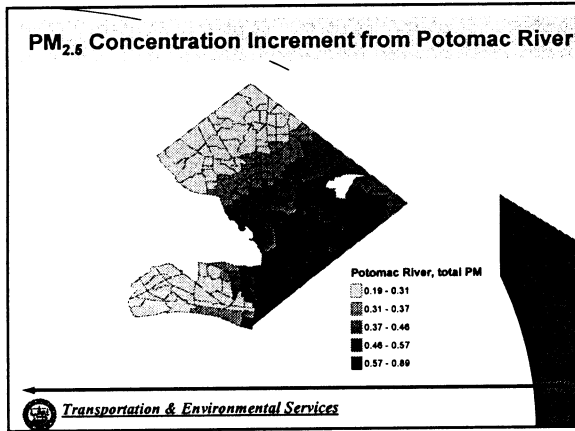 PM2.5 Concentration Increment from Potomac River
Potomac River, total PM
0.19 - 0.31
0.31 - 0.37
0.37 - 0.46
0.46 - 0.57
0.57 - 0.89
Transportation & Environmental Services